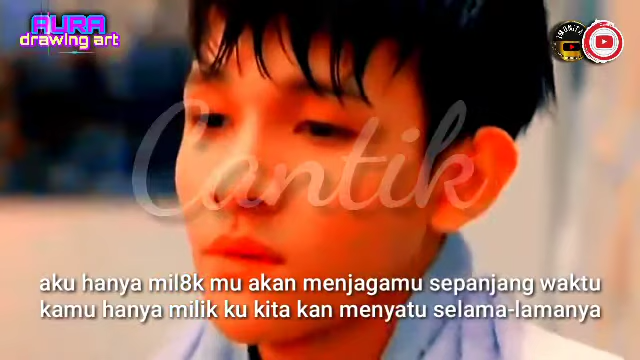 AURA
drawing art
Cantik
aku hanya mil8k mu akan menjagamu sepanjang waktu
kamu hanya milik ku kita kan menyatu selama-lamanya